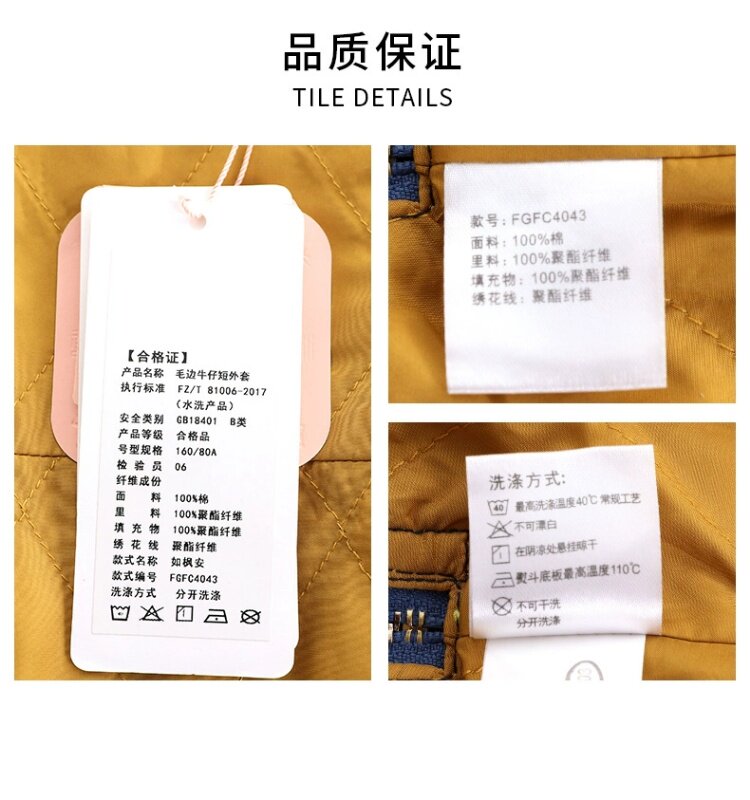 品质保证
TILE DETAILS
【合格证】
产品名称 毛边牛仔短外套
执行标准 FZ/T 81006-2017
（水洗产品）
安全类别 GB18401 B类
产品等级 合格品
号型规格 160/80A
检验员 06
纤维成份
面料 100%棉
里料 100%聚酯纤维
填充物 100%聚酯纤维
绣花线 聚酯纤维
款式名称 如枫安
款式编号 FGFC4043
洗涤方式 分开洗涤
款号: FGFC4043
面料: 100%棉
里料: 100%聚酯纤维
填充物: 100%聚酯纤维
绣花线: 聚酯纤维
洗涤方式:
40 最高洗涤温度40℃常规工艺
不可漂白
在阴凉处悬挂晾干
熨斗底板最高温度110℃
不可干洗
分开洗涤